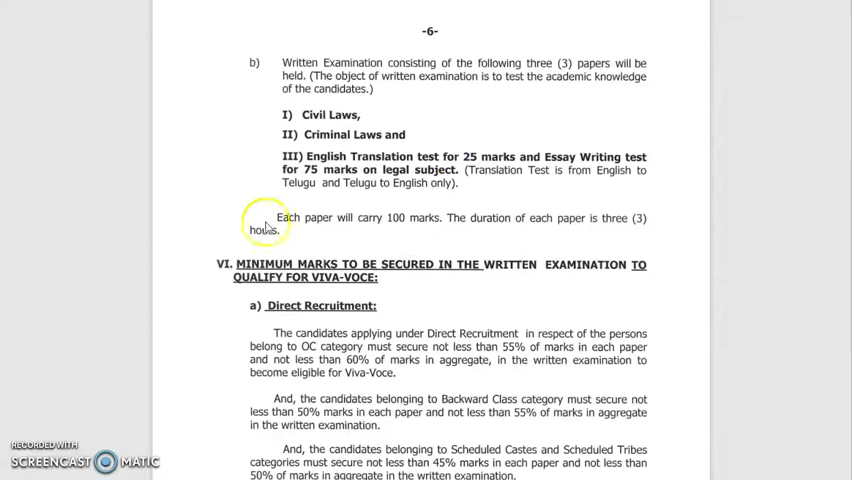 -6-
b) Written Examination consisting of the following three (3) papers will be
held. (The object of written examination is to test the academic knowledge
of the candidates.)
I) Civil Laws,
II) Criminal Laws and
III) English Translation test for 25 marks and Essay Writing test
for 75 marks on legal subject. (Translation Test is from English to
Telugu and Telugu to English only).
Each paper will carry 100 marks. The duration of each paper is three (3)
hours.
VI. MINIMUM MARKS TO BE SECURED IN THE WRITTEN EXAMINATION TO
QUALIFY FOR VIVA-VOCE:
a) Direct Recruitment:
The candidates applying under Direct Recruitment in respect of the persons
belong to OC category must secure not less than 55% of marks in each paper
and not less than 60% of marks in aggregate, in the written examination to
become eligible for Viva-Voce.
And, the candidates belonging to Backward Class category must secure not
less than 50% marks in each paper and not less than 55% of marks in aggregate
in the written examination.
And, the candidates belonging to Scheduled Castes and Scheduled Tribes
categories must secure not less than 45% marks in each paper and not less than
50% of marks in aggregate in the written examination.
RECORDED WITH
SCREENCAST MATIC